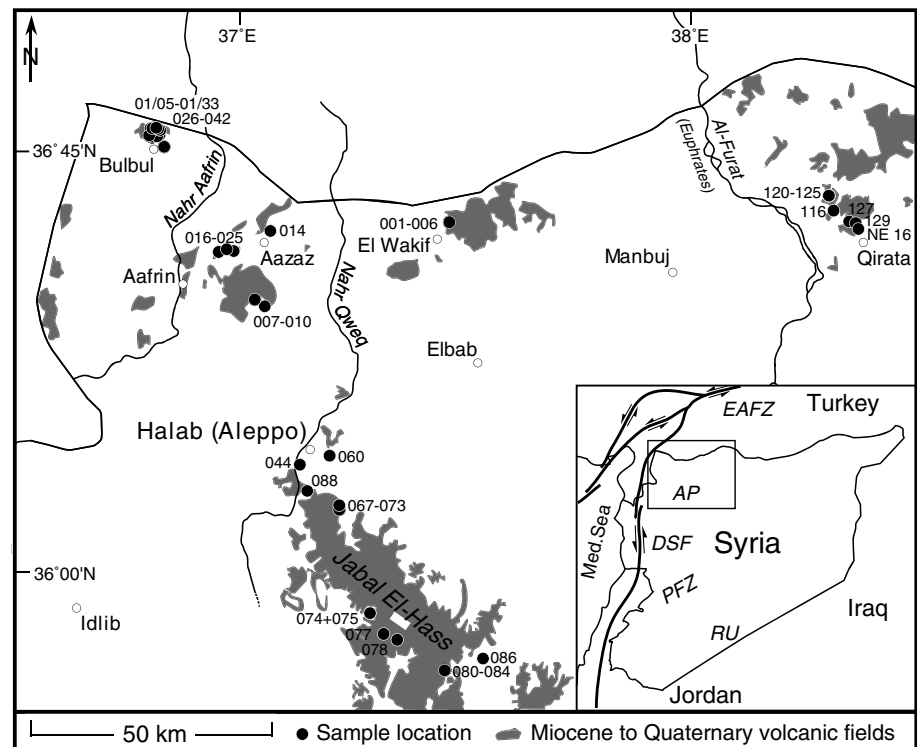 37°E
38°E
N
01/05-01/33
026-042
36°45'N
Bulbul
Nahr Aafrin
Al-Furat
(Euphrates)
120-125
127
116
129
NE 16
Qirata
016-025
014
Aazaz
001-006
El Wakif
Manbuj
Aafrin
007-010
Nahr Qweq
Elbab
Halab (Aleppo)
044
060
088
067-073
Jabal El-Hass
36°00'N
Idlib
074+075
077
078
086
080-084
EAFZ
Turkey
AP
Med.Sea
DSF
Syria
PFZ
Iraq
RU
Jordan
50 km
Sample location
Miocene to Quaternary volcanic fields